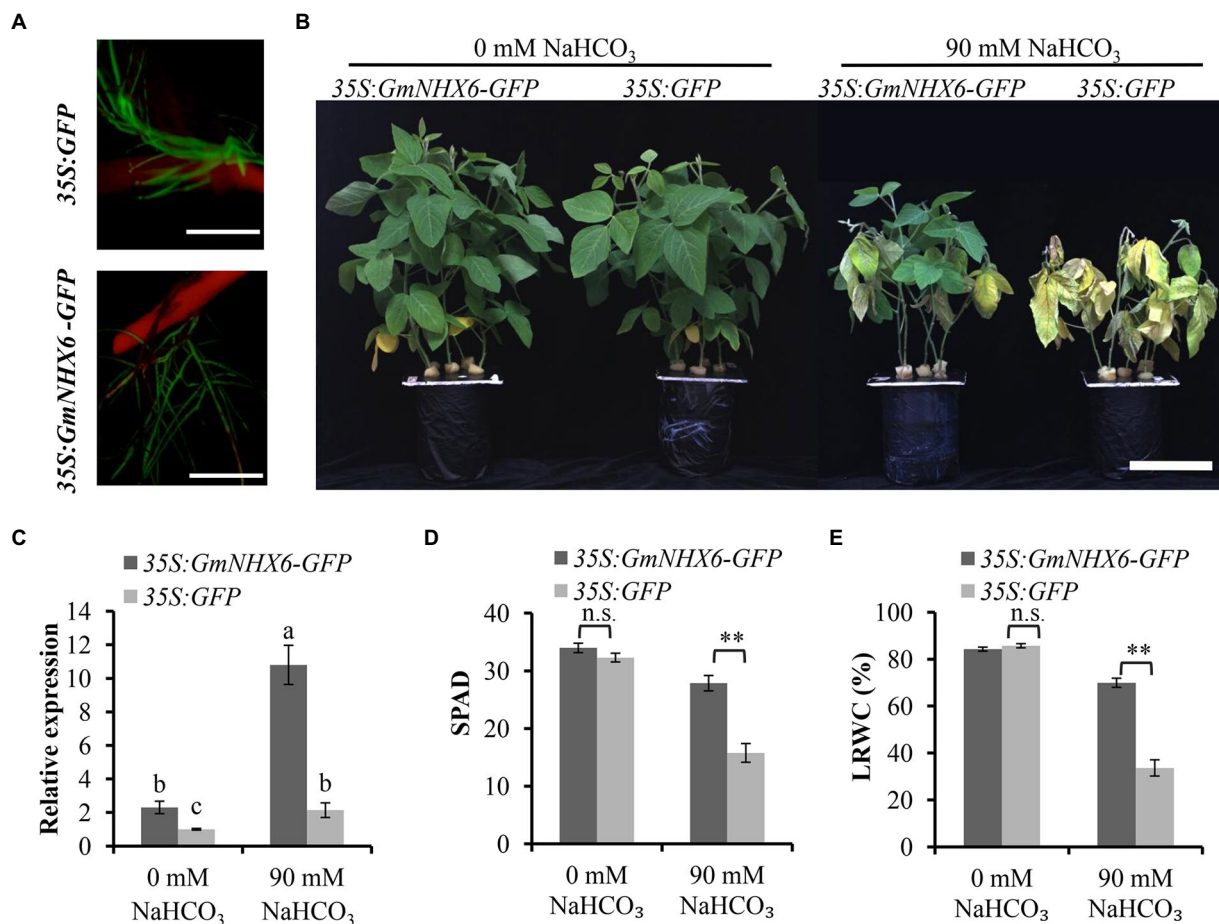 A
35S:GFP
35S:GmNHX6 -GFP
B
0 mM NaHCO₃
90 mM NaHCO₃
35S:GmNHX6-GFP
35S:GFP
35S:GmNHX6-GFP
35S:GFP
C
35S:GmNHX6-GFP
35S:GFP
Relative expression
14
12
10
8
6
4
2
0
b
c
a
b
0 mM
NaHCO₃
90 mM
NaHCO₃
D
35S:GmNHX6-GFP
35S:GFP
SPAD
40
30
20
10
0
n.s.
**
0 mM
NaHCO₃
90 mM
NaHCO₃
E
35S:GmNHX6-GFP
35S:GFP
LRWC (%)
100
80
60
40
20
0
n.s.
**
0 mM
NaHCO₃
90 mM
NaHCO₃